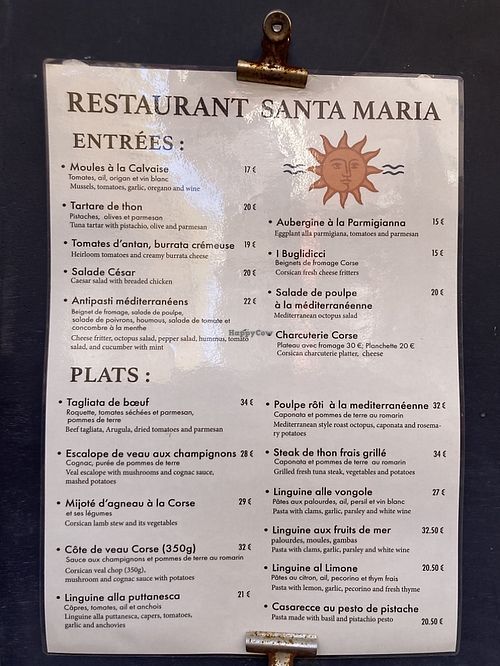 RESTAURANT SANTA MARIA
ENTRÉES :
• Moules à la Calvaise 17 €
Tomates, ail, origan et vin blanc
Mussels, tomatoes, garlic, oregano and wine
• Tartare de thon 20 €
Pistaches, olives et parmesan
Tuna tartar with pistachio, olive and parmesan
• Tomates d'antan, burrata crémeuse 19 €
Heirloom tomatoes and creamy burrata cheese
• Salade César 20 €
Caesar salad with breaded chicken
• Antipasti méditerranéens 22 €
Beignet de fromage, salade de poulpe,
salade de poivrons, houmous, salade de tomate et
concombre à la menthe
Cheese fritter, octopus salad, pepper salad, hummus, tomato
salad, and cucumber with mint
• Aubergine à la Parmigianna 15 €
Eggplant alla parmigiana, tomatoes and parmesan
• I Buglidicci 15 €
Beignets de fromage Corse
Corsican fresh cheese fritters
• Salade de poulpe 20 €
à la méditerranéenne
Mediterranean octopus salad
• Charcuterie Corse
Plateau avec fromage 30 €; Planchette 20 €
Corsican charcuterie platter, cheese
HappyCow
PLATS :
• Tagliata de bœuf 34 €
Roquette, tomates séchées et parmesan,
pommes de terre
Beef tagliata, Arugula, dried tomatoes and parmesan
• Escalope de veau aux champignons 28 €
Cognac, purée de pommes de terre
Veal escalope with mushrooms and cognac sauce,
mashed potatoes
• Mijoté d'agneau à la Corse 29 €
et ses légumes
Corsican lamb stew and its vegetables
• Côte de veau Corse (350g) 32 €
Sauce aux champignons et pommes de terre au romarin
Corsican veal chop (350g),
mushroom and cognac sauce with potatoes
• Linguine alla puttanesca 21 €
Câpres, tomates, ail et anchois
Linguine alla puttanesca, capers, tomatoes,
garlic and anchovies
• Poulpe rôti à la mediterranéenne 32 €
Caponata et pommes de terre au romarin
Mediterranean style roast octopus, caponata and rosema-
ry potatoes
• Steak de thon frais grillé 34 €
Caponata et pommes de terre au romarin
Grilled fresh tuna steak, vegetables and potatoes
• Linguine alle vongole 27 €
Pâtes aux palourdes, ail, persil et vin blanc
Pasta with clams, garlic, parsley and white wine
• Linguine aux fruits de mer 32.50 €
palourdes, moules, gambas
Pasta with clams, garlic, parsley and white wine
• Linguine al Limone 20.50 €
Pâtes au citron, ail, pecorino et thym frais
Pasta with lemon, garlic, pecorino and fresh thyme
• Casarecce au pesto de pistache
Pasta made with basil and pistachio pesto 20.50 €